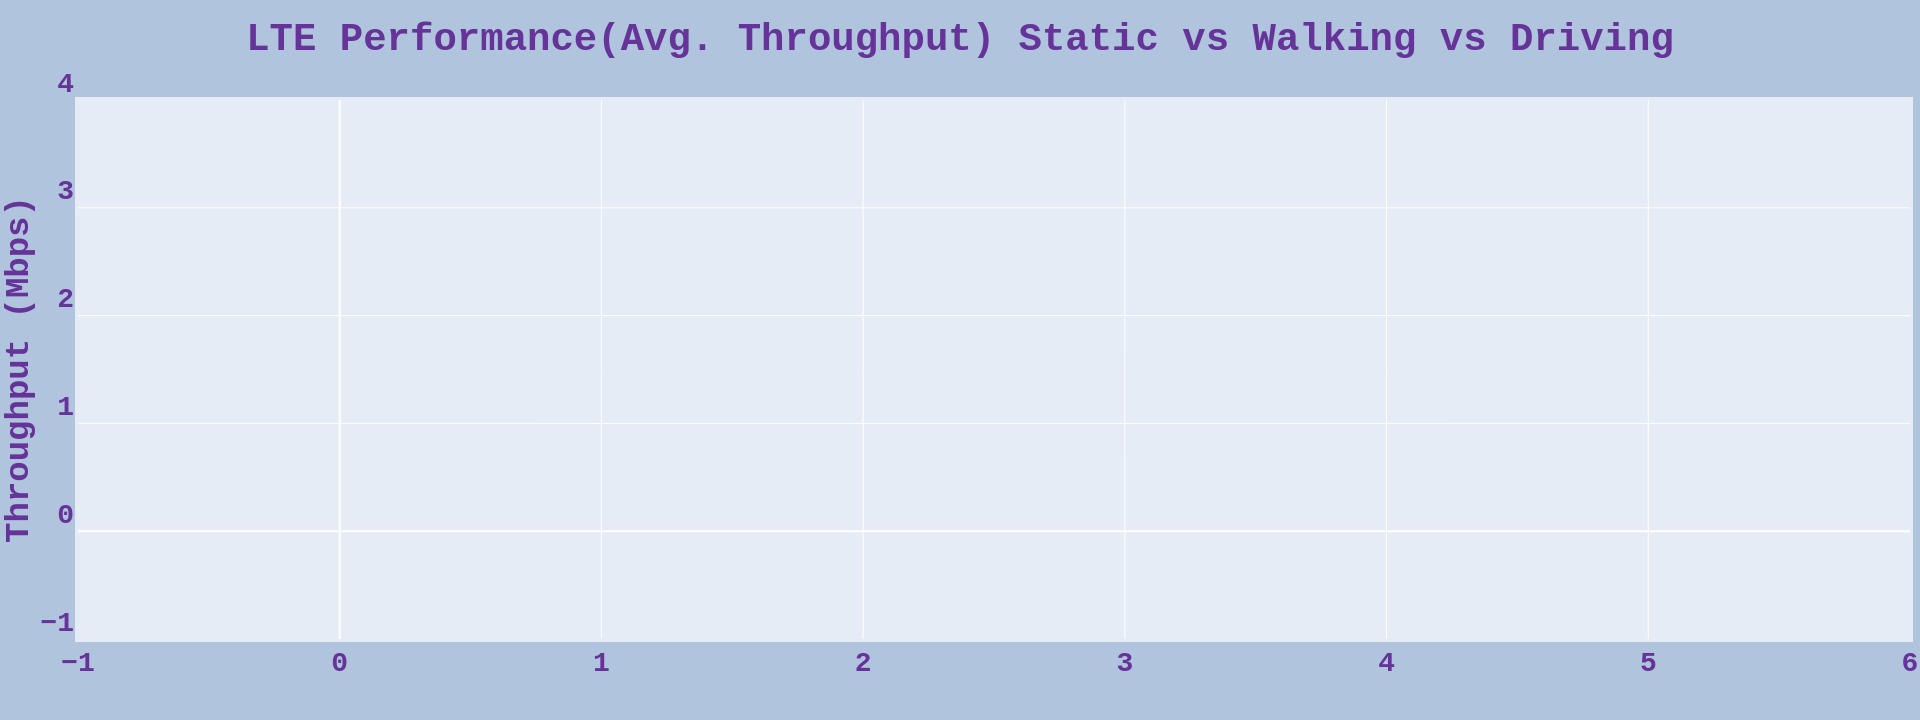 LTE Performance(Avg. Throughput) Static vs Walking vs Driving
Throughput (Mbps)
4
3
2
1
0
−1
−1 0 1 2 3 4 5 6